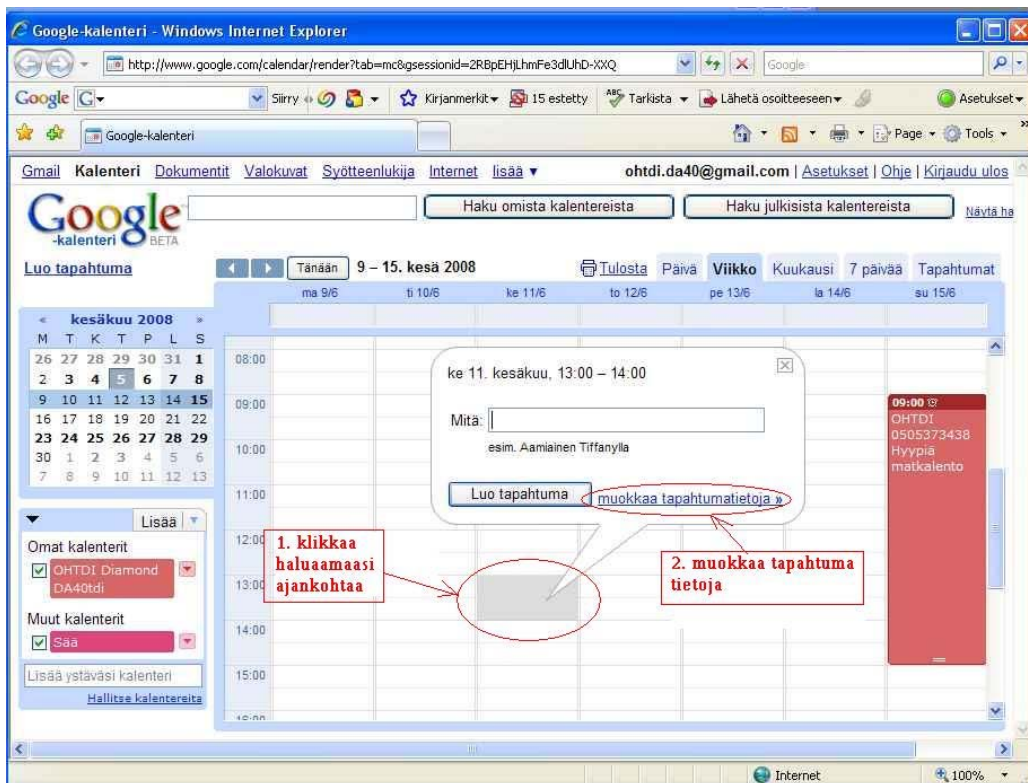 Google-kalenteri - Windows Internet Explorer
http://www.google.com/calendar/render?tab=mc&gsessionid=2RBpEHjLhmFe3dlUhD-XXQ
Google
Google G Siirry Kirjanmerkit 15 estetty Tarkista Lähetä osoitteeseen Asetukset
Google-kalenteri Page Tools »
Gmail Kalenteri Dokumentit Valokuvat Syötteenlukija Internet lisää ▼ ohtdi.da40@gmail.com | Asetukset | Ohje | Kirjaudu ulos
Google
-kalenteri BETA
Haku omista kalentereista Haku julkisista kalentereista Näytä ha
Luo tapahtuma Tänään 9 – 15. kesä 2008 Tulosta Päivä Viikko Kuukausi 7 päivää Tapahtumat
ma 9/6 ti 10/6 ke 11/6 to 12/6 pe 13/6 la 14/6 su 15/6
« kesäkuu 2008 »
M T K T P L S
26 27 28 29 30 31 1
2 3 4 5 6 7 8
9 10 11 12 13 14 15
16 17 18 19 20 21 22
23 24 25 26 27 28 29
30 1 2 3 4 5 6
7 8 9 10 11 12 13
Lisää
Omat kalenterit
OHTDI Diamond
DA40tdi
Muut kalenterit
Sää
Lisää ystäväsi kalenteri
Hallitse kalentereita
08:00
09:00
10:00
11:00
12:00
13:00
14:00
15:00
16:00
ke 11. kesäkuu, 13:00 – 14:00
Mitä:
esim. Aamiainen Tiffanylla
Luo tapahtuma muokkaa tapahtumatietoja »
1. klikkaa
haluaamaasi
ajankohtaa
2. muokkaa tapahtuma
tietoja
09:00
OHTDI
0505373438
Hyypiä
matkalento
Internet 100%